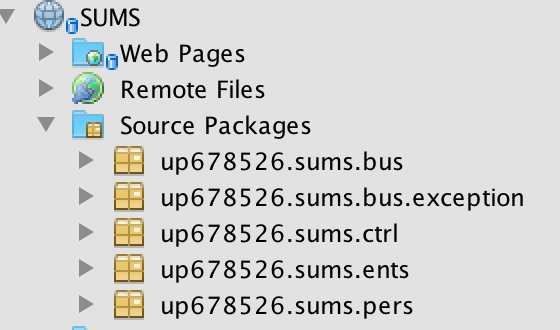 SUMS
Web Pages
Remote Files
Source Packages
up678526.sums.bus
up678526.sums.bus.exception
up678526.sums.ctrl
up678526.sums.ents
up678526.sums.pers